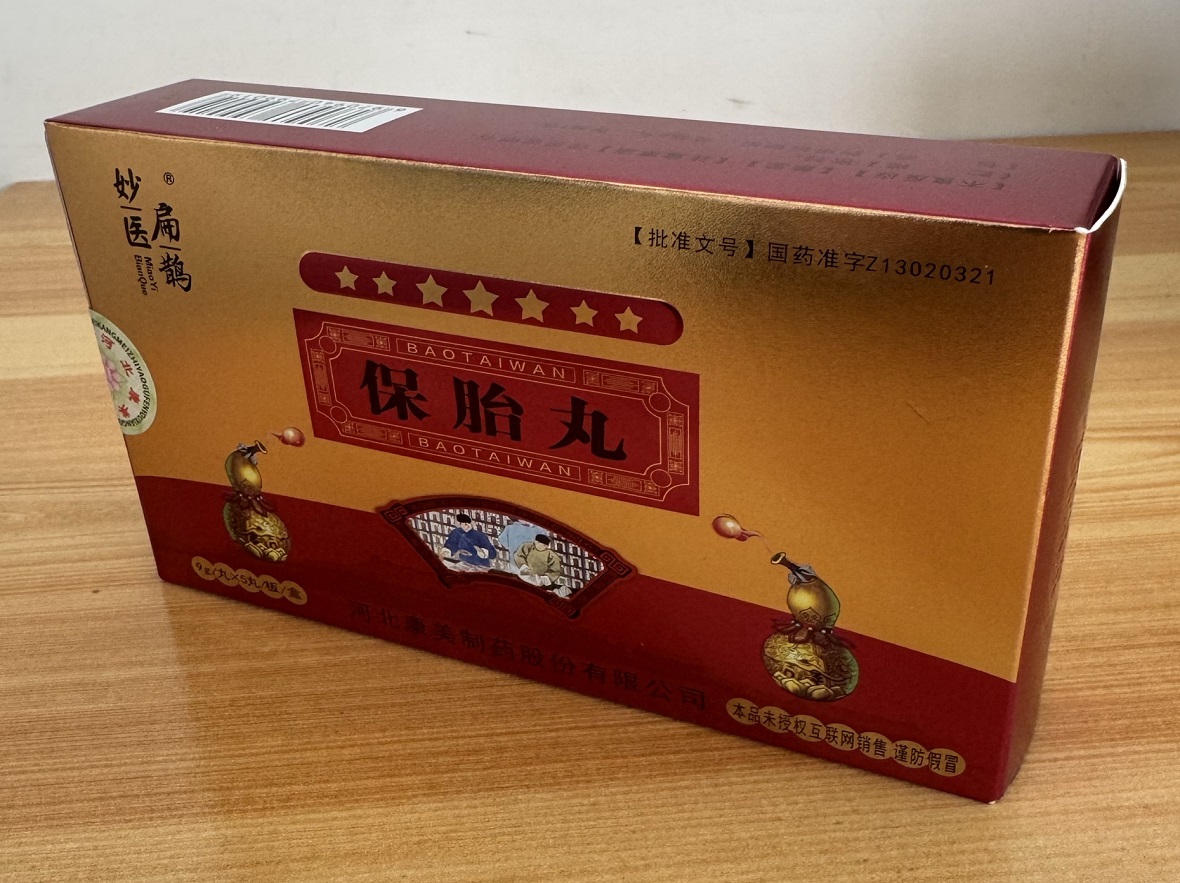 妙医
扁鹊
®
Miao Yi
Bian Que
【批准文号】国药准字Z13020321
BAOTAIWAN
保胎丸
BAOTAIWAN
9g/丸×5丸/板/盒
河北康美制药股份有限公司
本品未授权互联网销售 谨防假冒